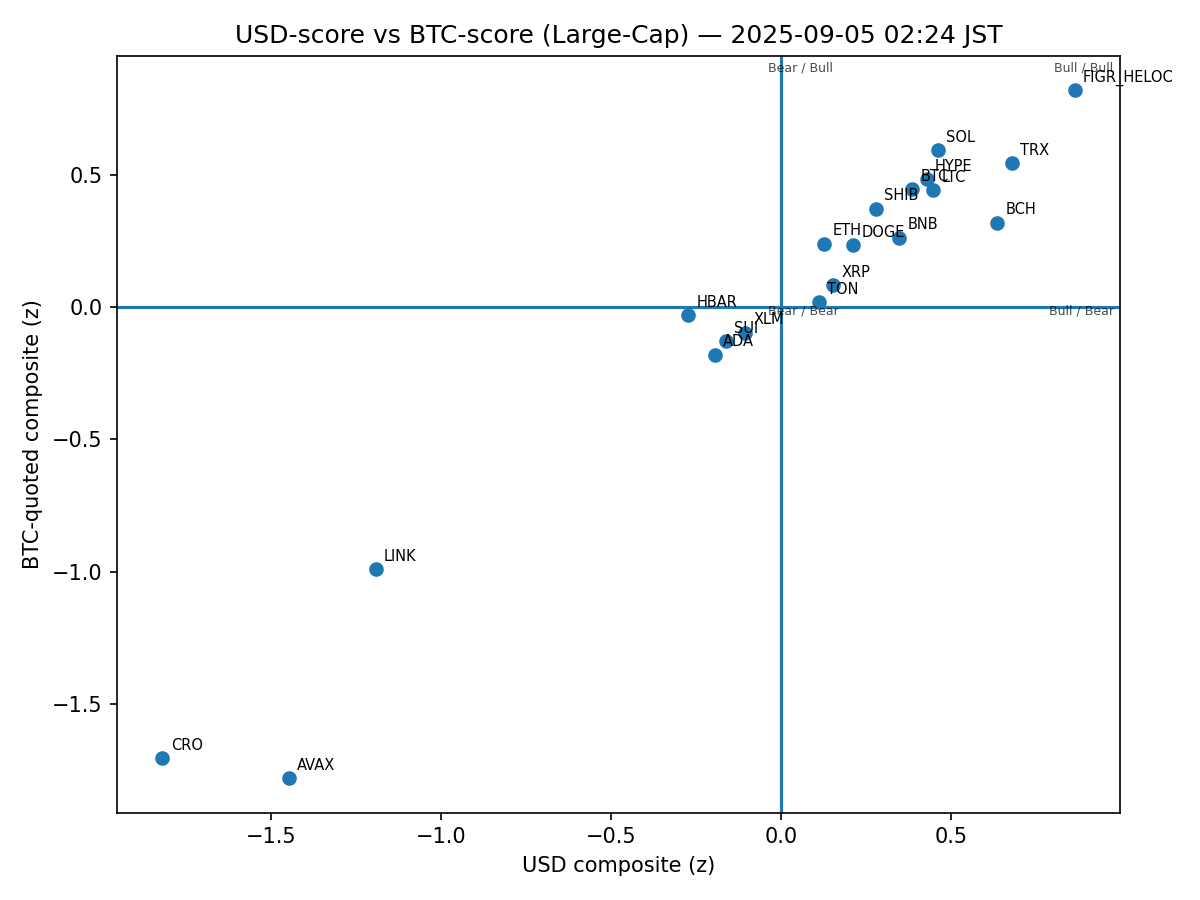 USD-score vs BTC-score (Large-Cap) — 2025-09-05 02:24 JST
Bear / Bull
Bull / Bull
FIGR_HELOC
SOL
TRX
HYPE
BTC
LTC
SHIB
BCH
BNB
ETH
DOGE
XRP
TON
HBAR
Bear / Bear
Bull / Bear
XLM
SUI
ADA
LINK
CRO
AVAX
0.5
0.0
−0.5
−1.0
−1.5
BTC-quoted composite (z)
−1.5
−1.0
−0.5
0.0
0.5
USD composite (z)